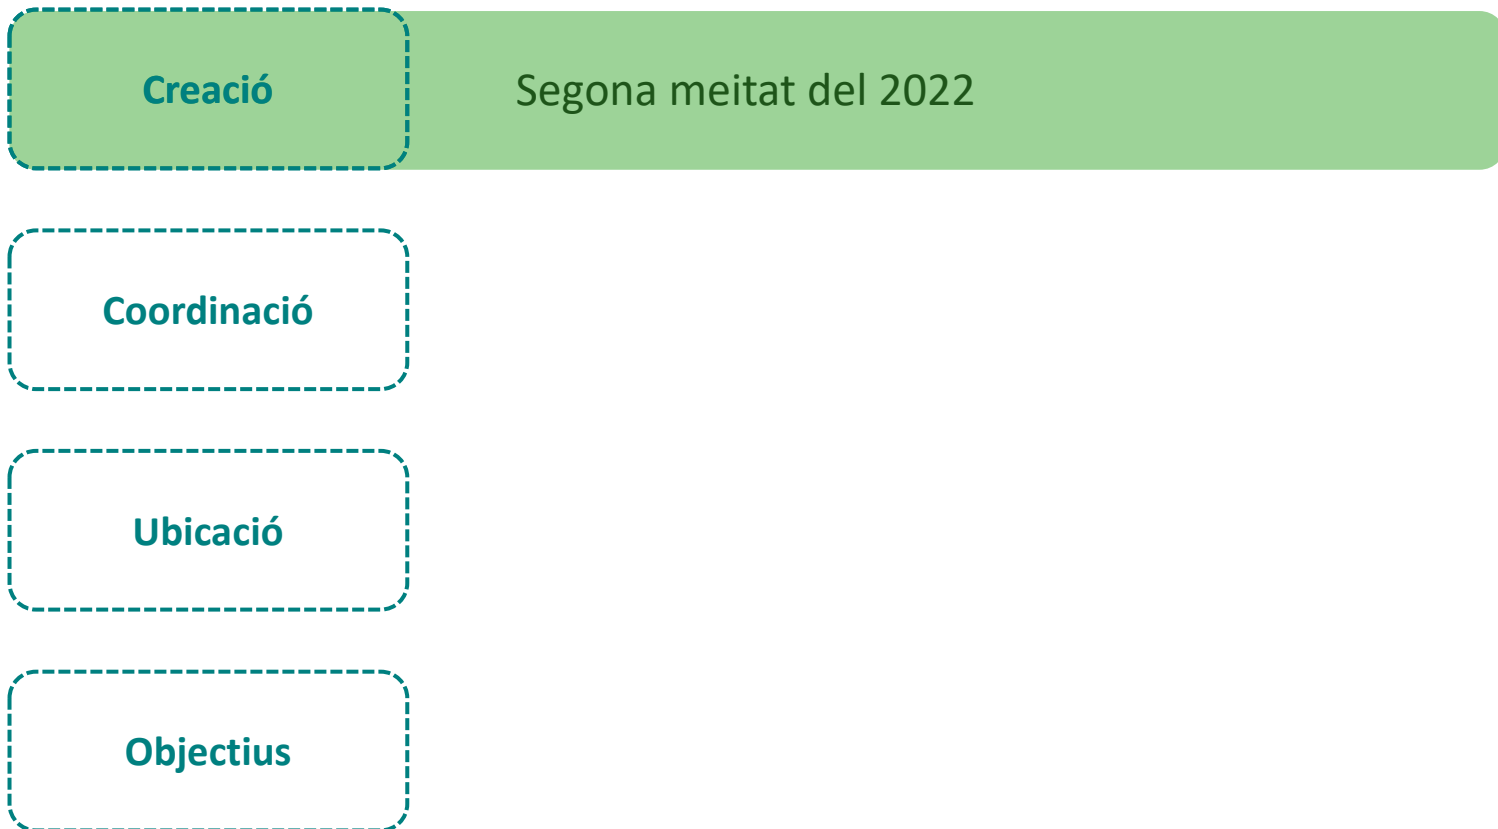 Creació
Segona meitat del 2022
Coordinació
Ubicació
Objectius